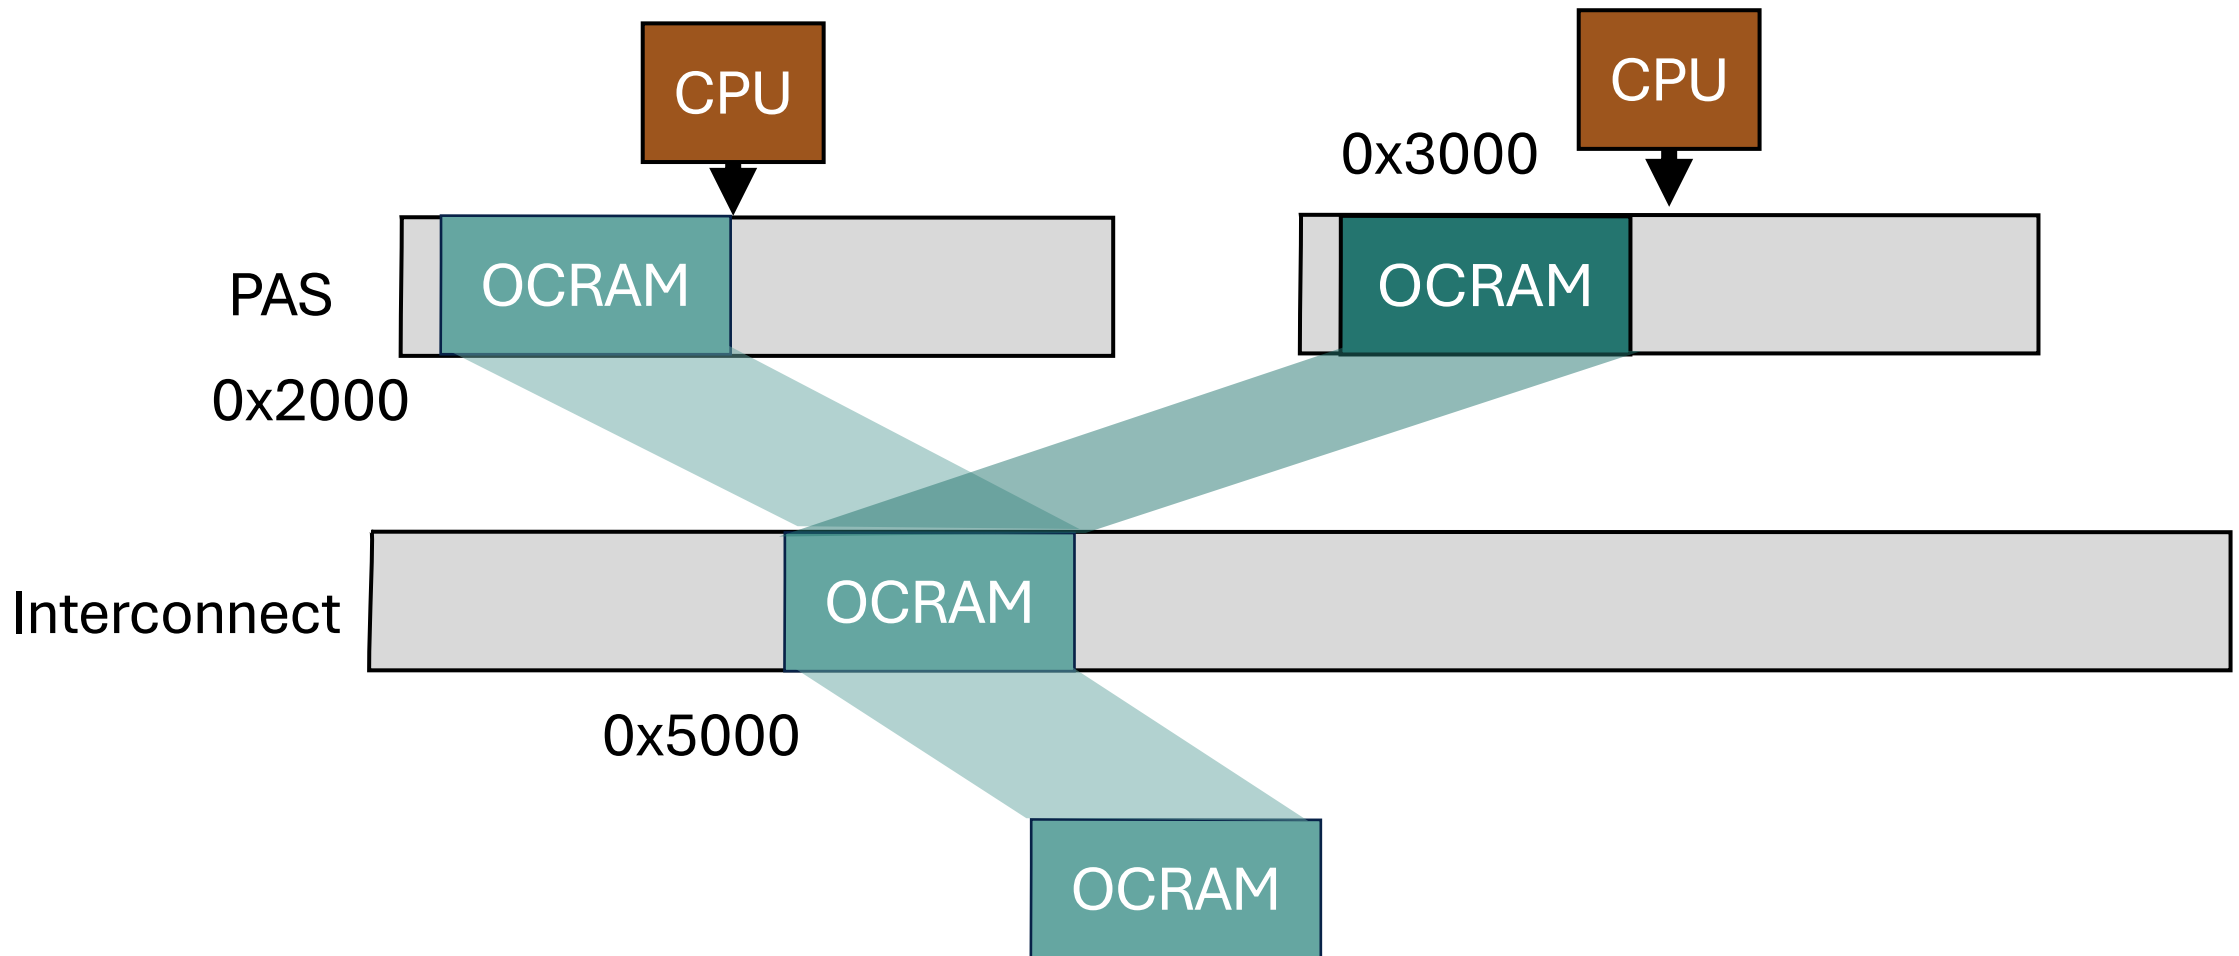 CPU
CPU
0x3000
PAS
OCRAM
OCRAM
0x2000
Interconnect
OCRAM
0x5000
OCRAM